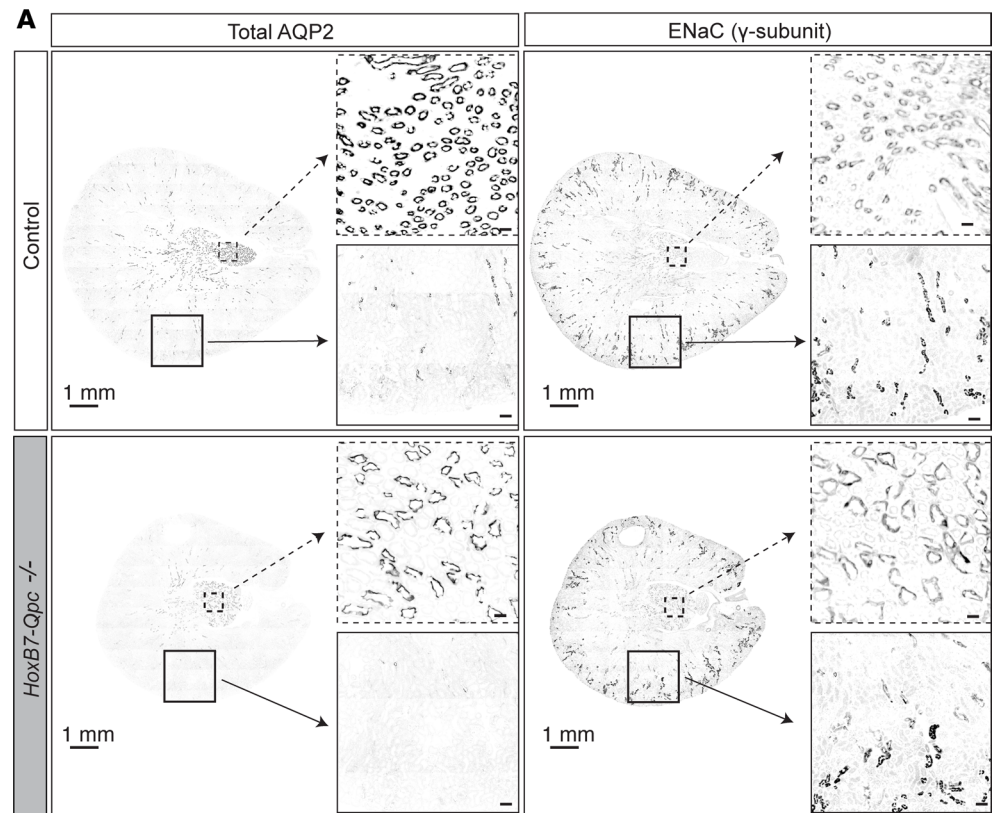 A
Total AQP2
ENaC (γ-subunit)
Control
1 mm
1 mm
HoxB7-Qpc -/-
1 mm
1 mm